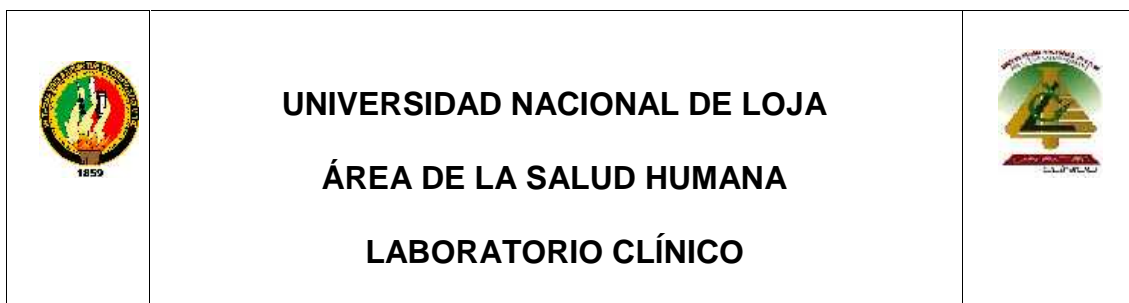 1859
UNIVERSIDAD NACIONAL DE LOJA
ÁREA DE LA SALUD HUMANA
LABORATORIO CLÍNICO